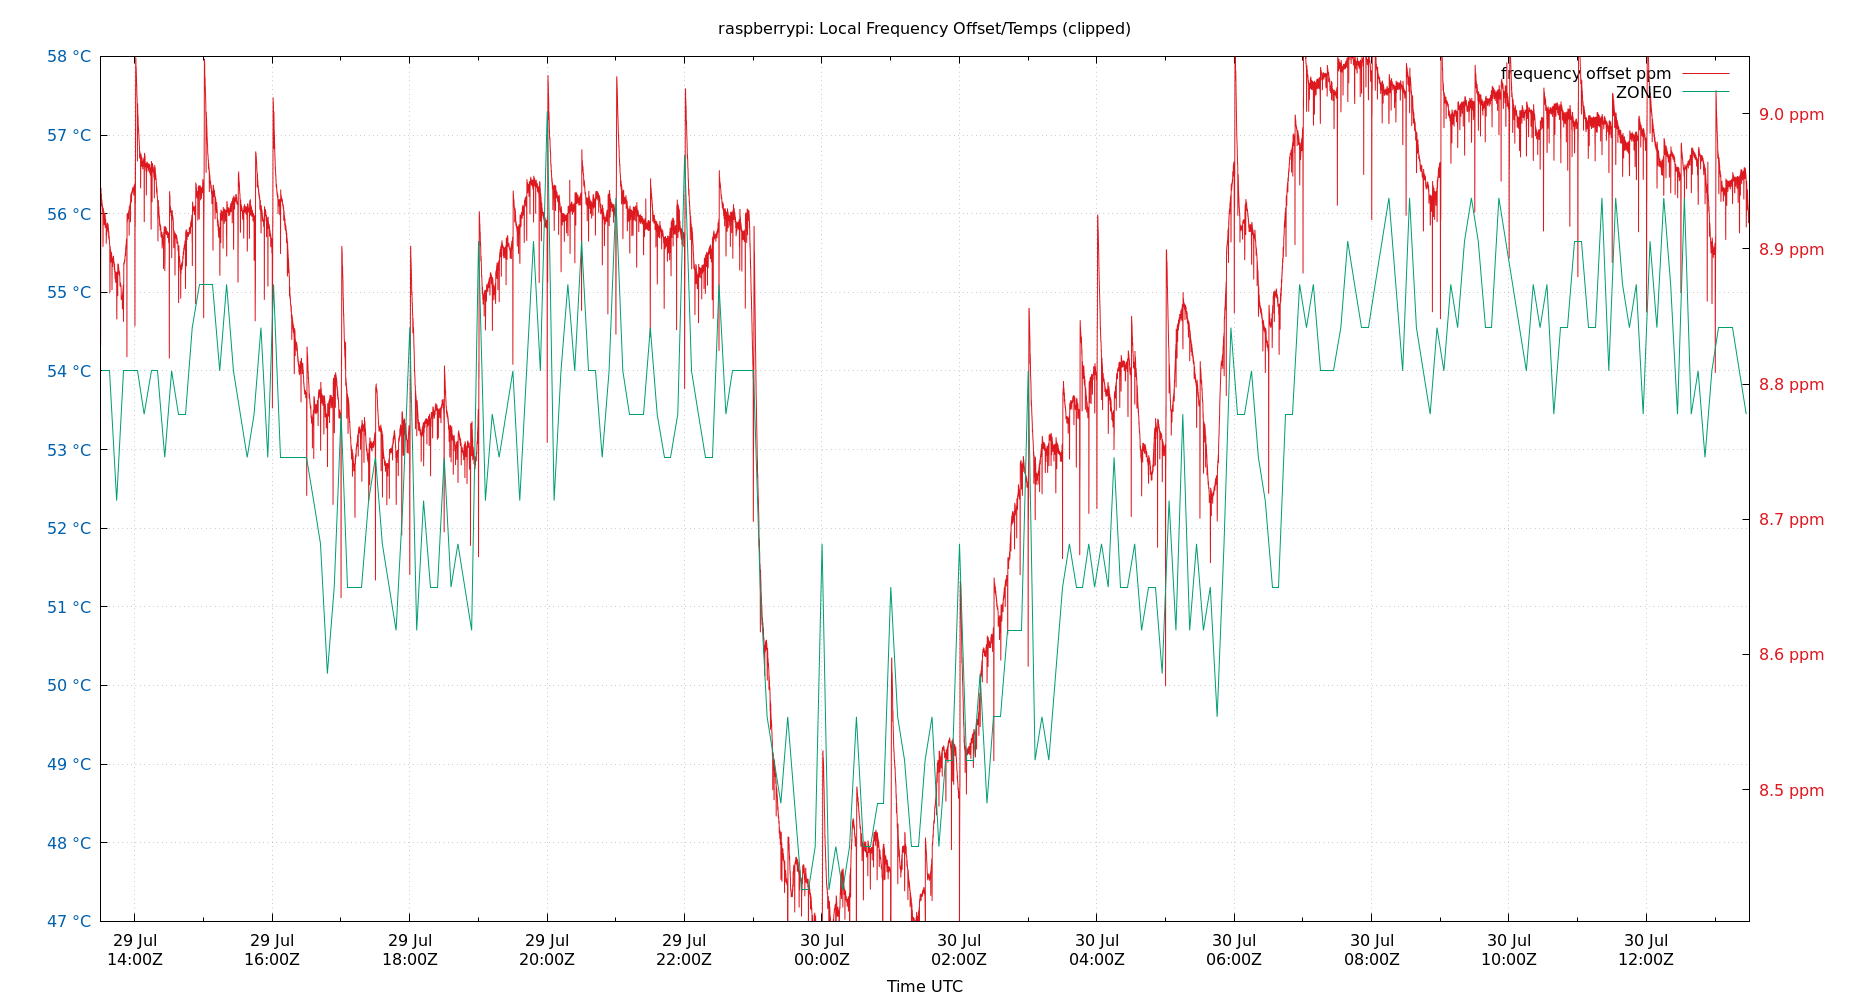 raspberrypi: Local Frequency Offset/Temps (clipped)
58 °C
57 °C
56 °C
55 °C
54 °C
53 °C
52 °C
51 °C
50 °C
49 °C
48 °C
47 °C
frequency offset ppm
ZONE0
9.0 ppm
8.9 ppm
8.8 ppm
8.7 ppm
8.6 ppm
8.5 ppm
29 Jul 29 Jul 29 Jul 29 Jul 29 Jul 30 Jul 30 Jul 30 Jul 30 Jul 30 Jul 30 Jul 30 Jul
14:00Z 16:00Z 18:00Z 20:00Z 22:00Z 00:00Z 02:00Z 04:00Z 06:00Z 08:00Z 10:00Z 12:00Z
Time UTC